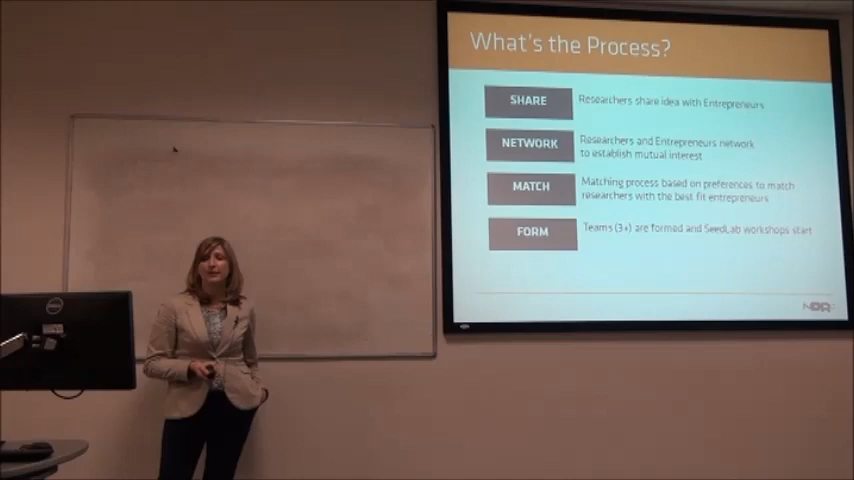 What's the Process?
SHARE
Researchers share idea with Entrepreneurs
NETWORK
Researchers and Entrepreneurs network
to establish mutual interest
MATCH
Matching process based on preferences to match
researchers with the best fit entrepreneurs
FORM
Teams (3+) are formed and SeedLab workshops start
DELL